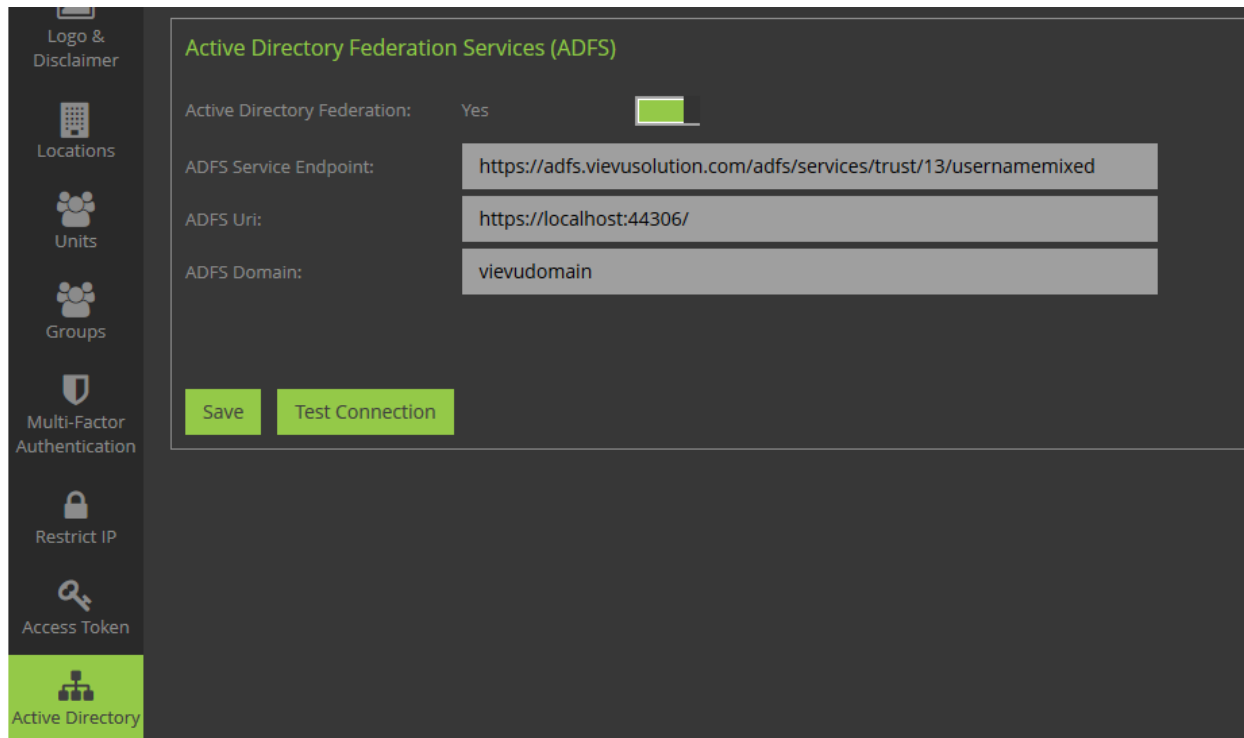 Logo &
Disclaimer
Locations
Units
Groups
Multi-Factor
Authentication
Restrict IP
Access Token
Active Directory
Active Directory Federation Services (ADFS)
Active Directory Federation: Yes
ADFS Service Endpoint: https://adfs.vievusolution.com/adfs/services/trust/13/usernamemixed
ADFS Uri: https://localhost:44306/
ADFS Domain: vievudomain
Save Test Connection